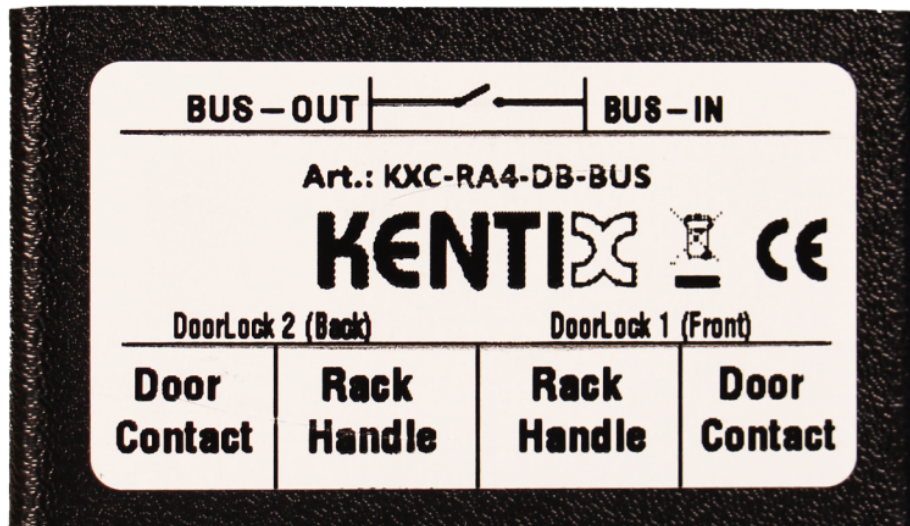 BUS-OUT BUS-IN
Art.: KXC-RA4-DB-BUS
KENTIX CE
DoorLock 2 (Back) DoorLock 1 (Front)
Door Rack Rack Door
Contact Handle Handle Contact